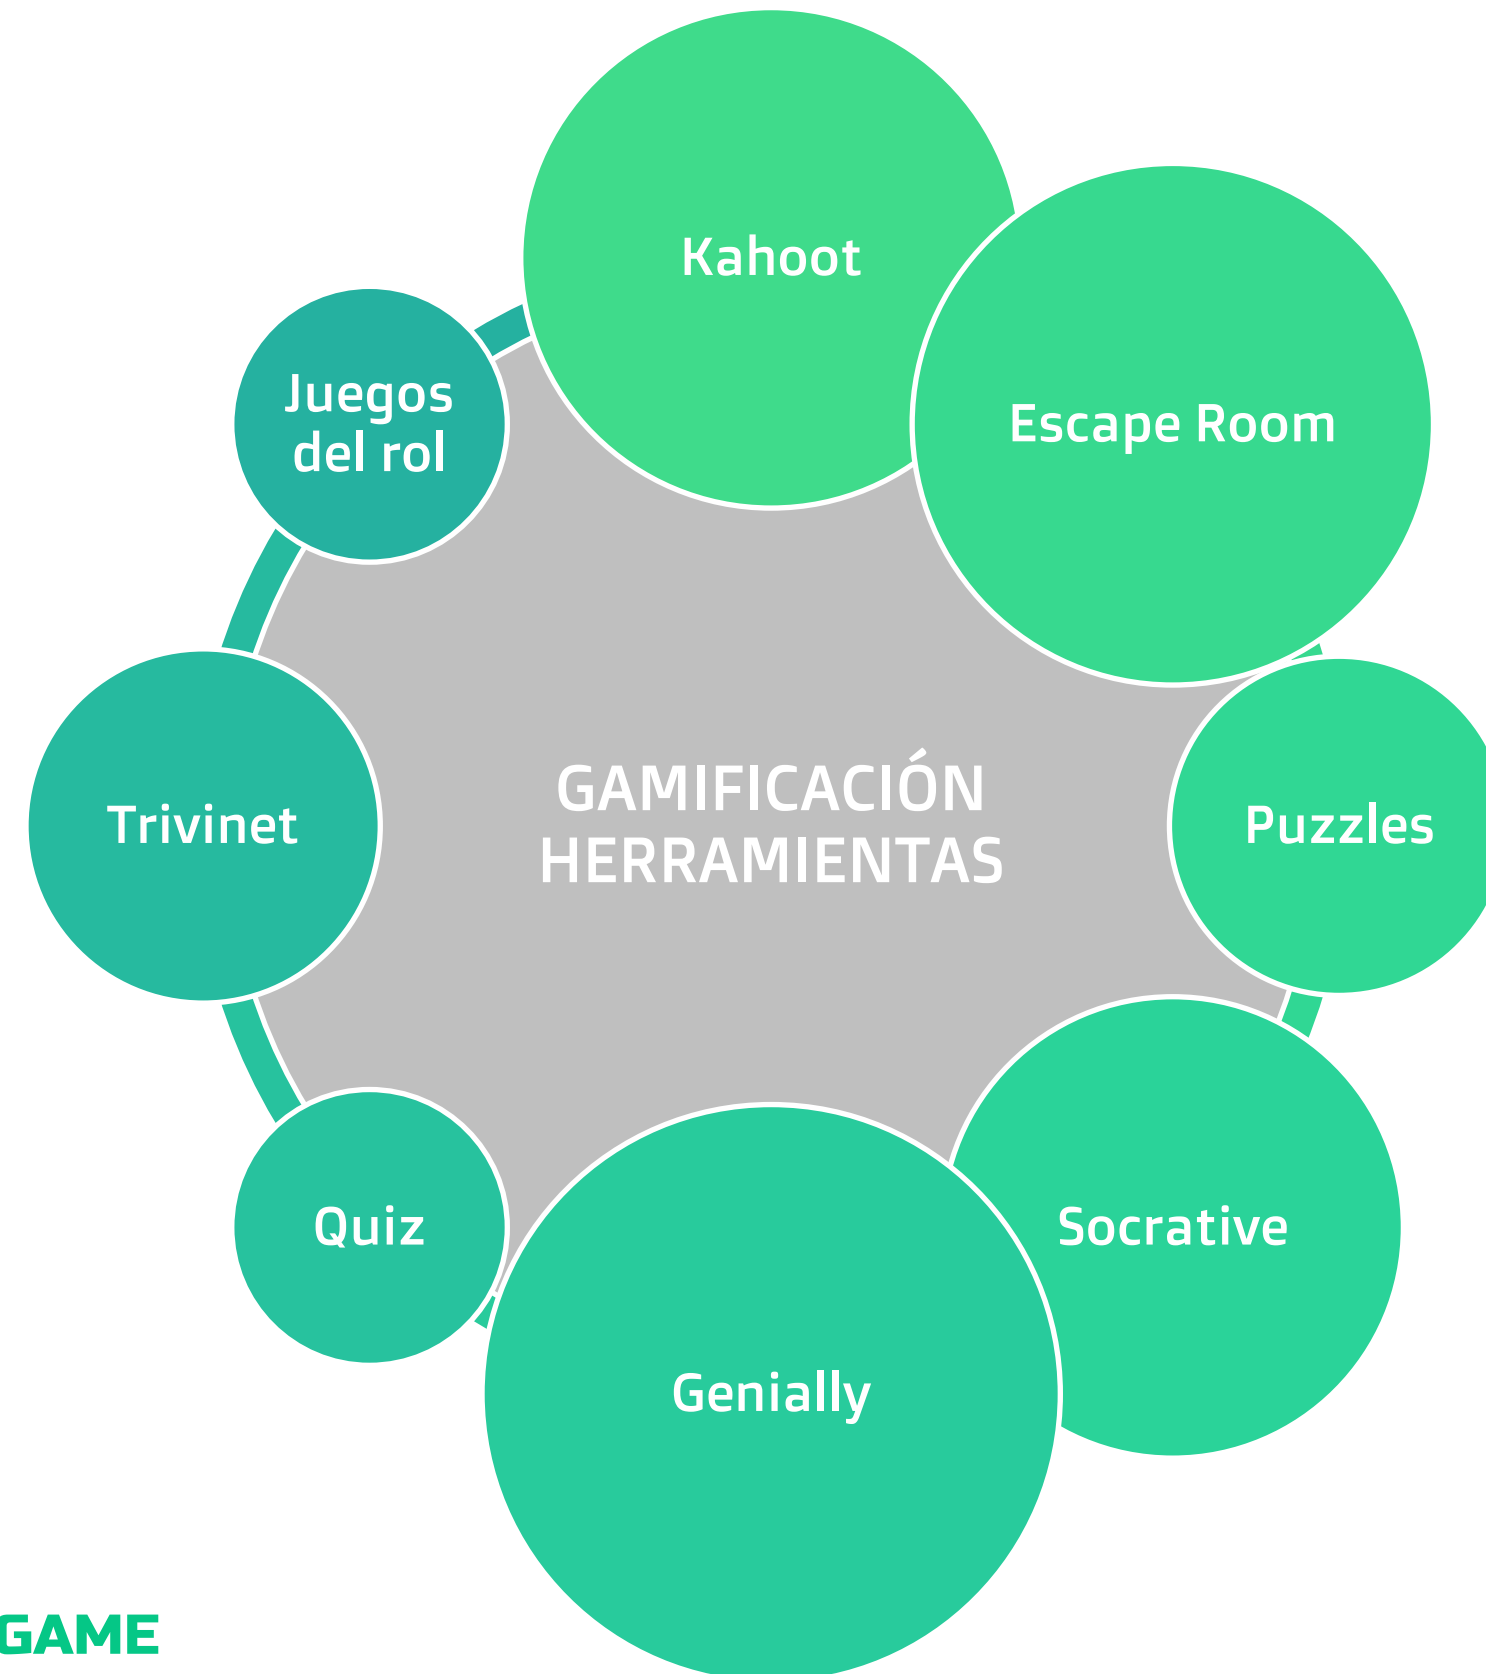 Kahoot
Escape Room
Juegos
del rol
Trivinet
GAMIFICACIÓN
HERRAMIENTAS
Puzzles
Quiz
Socrative
Genially
GAME